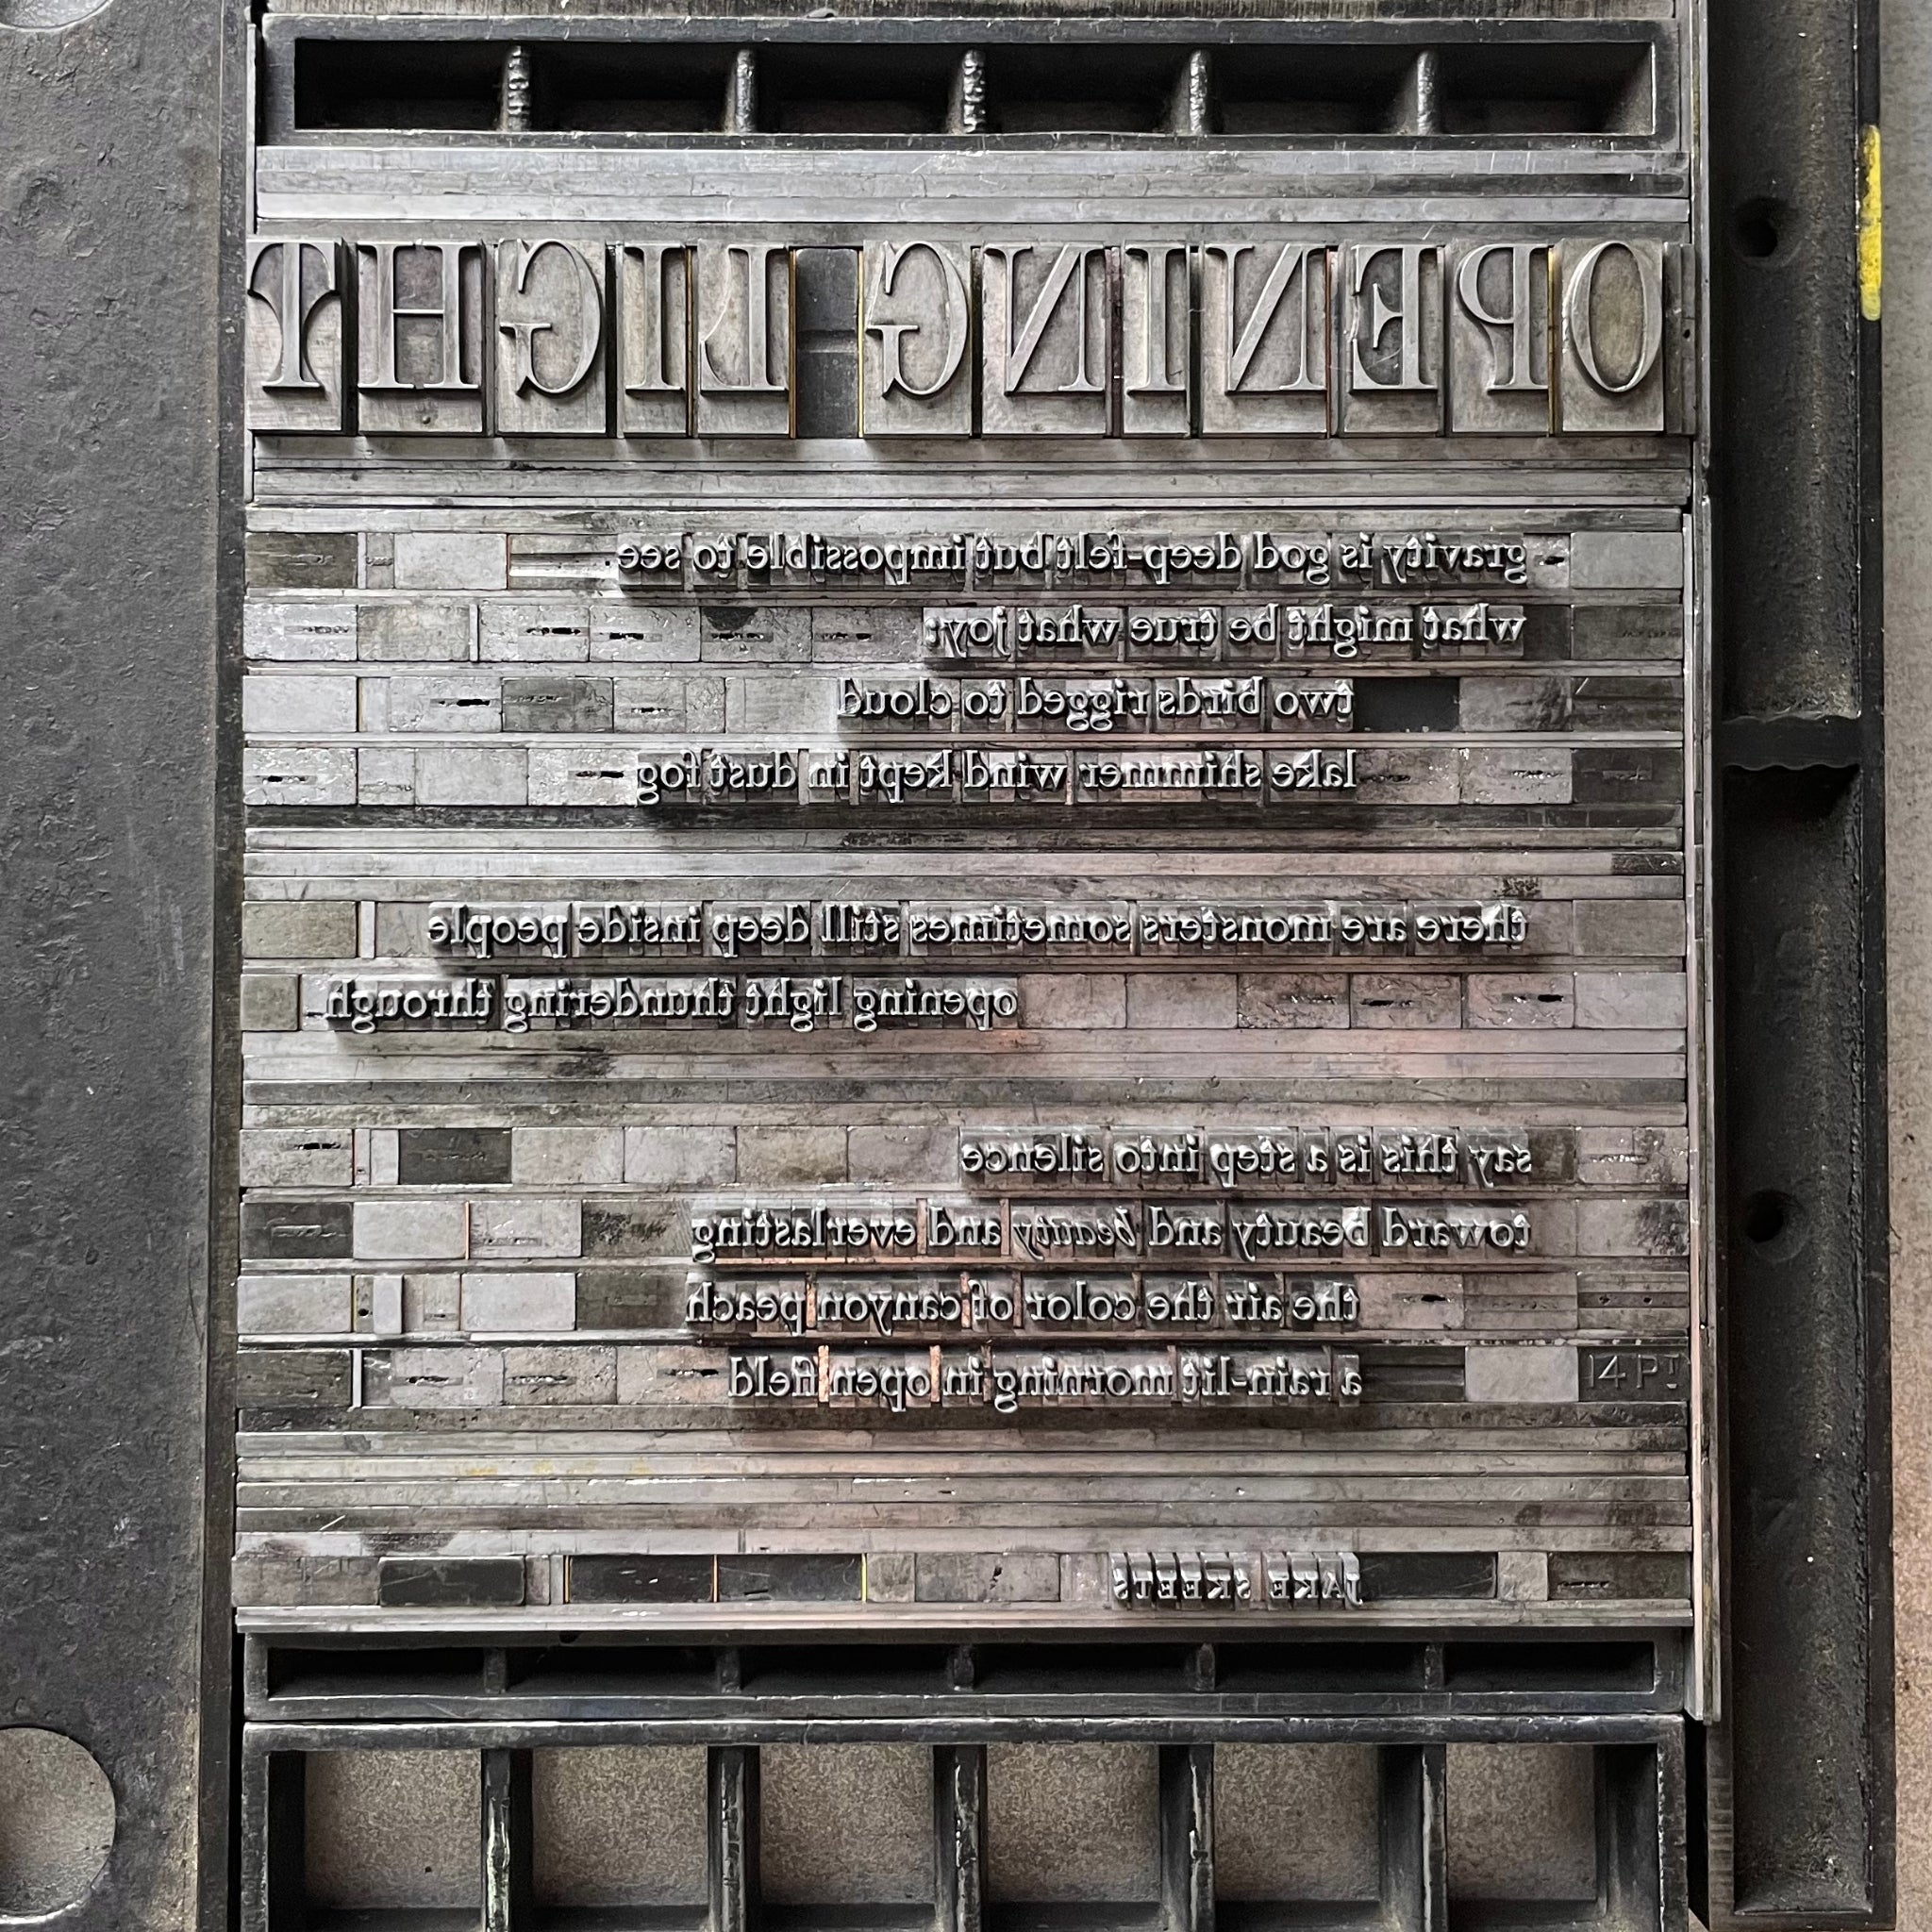 OPENING LIGHT
gravity is god deep-felt but impossible to see
what might be true what joy:
two birds rigged to cloud
lake shimmer wind kept in dust fog
there are monsters sometimes still deep inside people
opening light thundering through
say this is a step into silence
toward beauty and beauty and everlasting
the air the color of canyon peach
a rain-lit morning in open field
14 PT
JAKE SKEETS